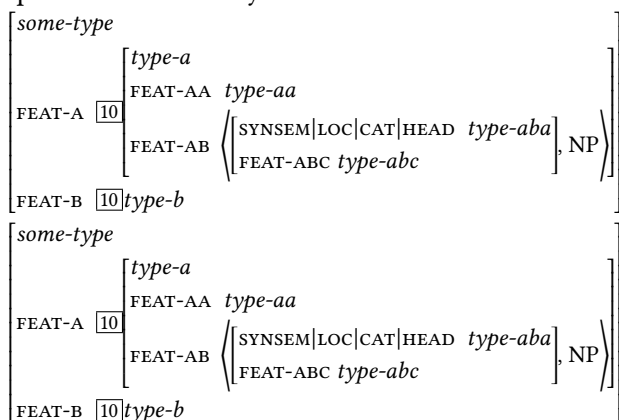 some-type
type-a
FEAT-AA type-aa
FEAT-A 10
SYNSEM|LOC|CAT|HEAD type-aba
FEAT-AB , NP
FEAT-ABC type-abc
FEAT-B 10 type-b
some-type
type-a
FEAT-AA type-aa
FEAT-A 10
SYNSEM|LOC|CAT|HEAD type-aba
FEAT-AB , NP
FEAT-ABC type-abc
FEAT-B 10 type-b